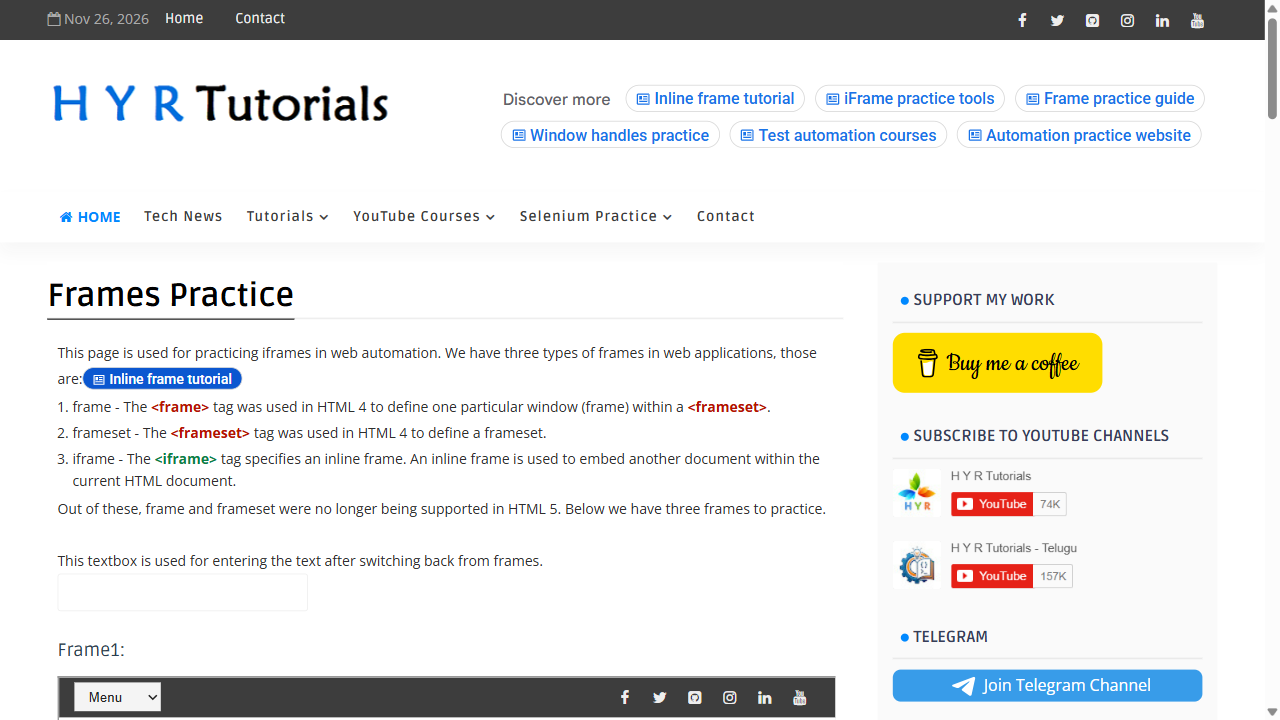 Nov 26, 2026 Home Contact
H Y R Tutorials
Discover more Inline frame tutorial iFrame practice tools Frame practice guide
Window handles practice Test automation courses Automation practice website
HOME Tech News Tutorials YouTube Courses Selenium Practice Contact
Frames Practice
This page is used for practicing iframes in web automation. We have three types of frames in web applications, those
are: Inline frame tutorial
1. frame - The <frame> tag was used in HTML 4 to define one particular window (frame) within a <frameset>.
2. frameset - The <frameset> tag was used in HTML 4 to define a frameset.
3. iframe - The <iframe> tag specifies an inline frame. An inline frame is used to embed another document within the
current HTML document.
Out of these, frame and frameset were no longer being supported in HTML 5. Below we have three frames to practice.
This textbox is used for entering the text after switching back from frames.
Frame1:
Menu
SUPPORT MY WORK
Buy me a coffee
SUBSCRIBE TO YOUTUBE CHANNELS
H Y R Tutorials
HYR
YouTube 74K
H Y R Tutorials - Telugu
YouTube 157K
TELEGRAM
Join Telegram Channel